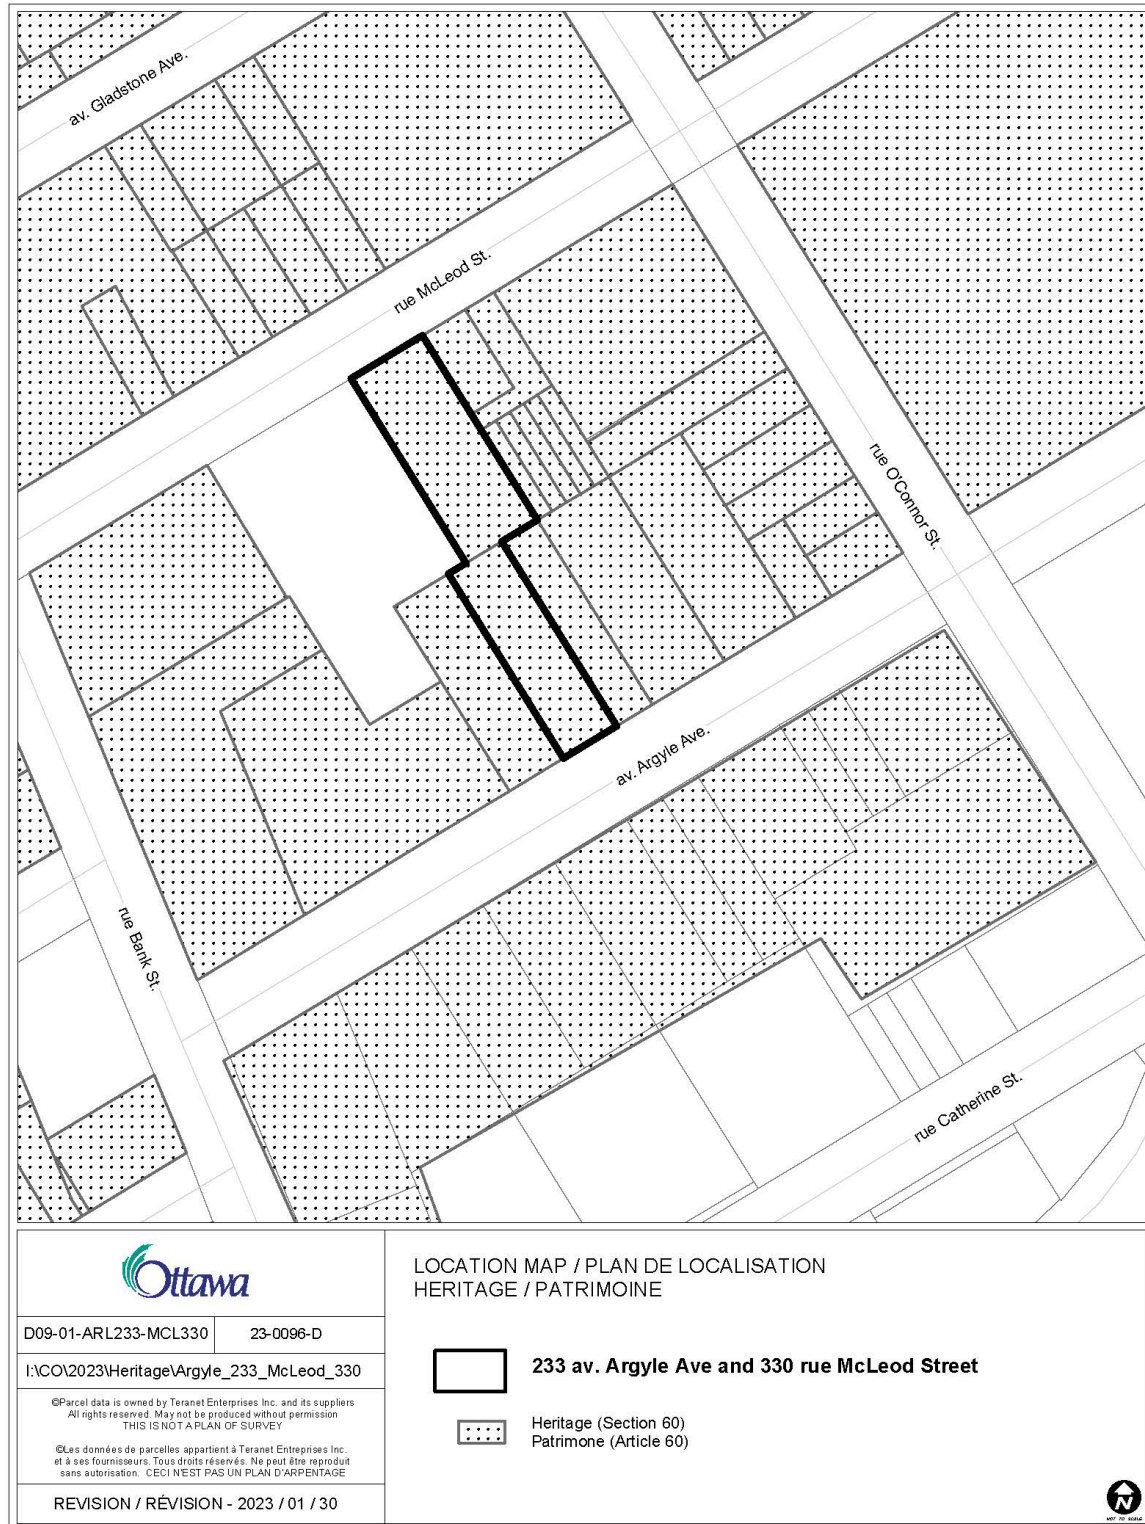 av. Gladstone Ave.
rue McLeod St.
rue O'Connor St.
av. Argyle Ave.
rue Bank St.
rue Catherine St.
Ottawa
D09-01-ARL233-MCL330 23-0096-D
I:\CO\2023\Heritage\Argyle_233_McLeod_330
©Parcel data is owned by Teranet Enterprises Inc. and its suppliers
All rights reserved. May not be produced without permission
THIS IS NOT A PLAN OF SURVEY
©Les données de parcelles appartient à Teranet Entreprises Inc.
et à ses fournisseurs. Tous droits réservés. Ne peut être reproduit
sans autorisation. CECI N'EST PAS UN PLAN D'ARPENTAGE
REVISION / RÉVISION - 2023 / 01 / 30
LOCATION MAP / PLAN DE LOCALISATION
HERITAGE / PATRIMOINE
233 av. Argyle Ave and 330 rue McLeod Street
Heritage (Section 60)
Patrimone (Article 60)
N
NOT TO SCALE